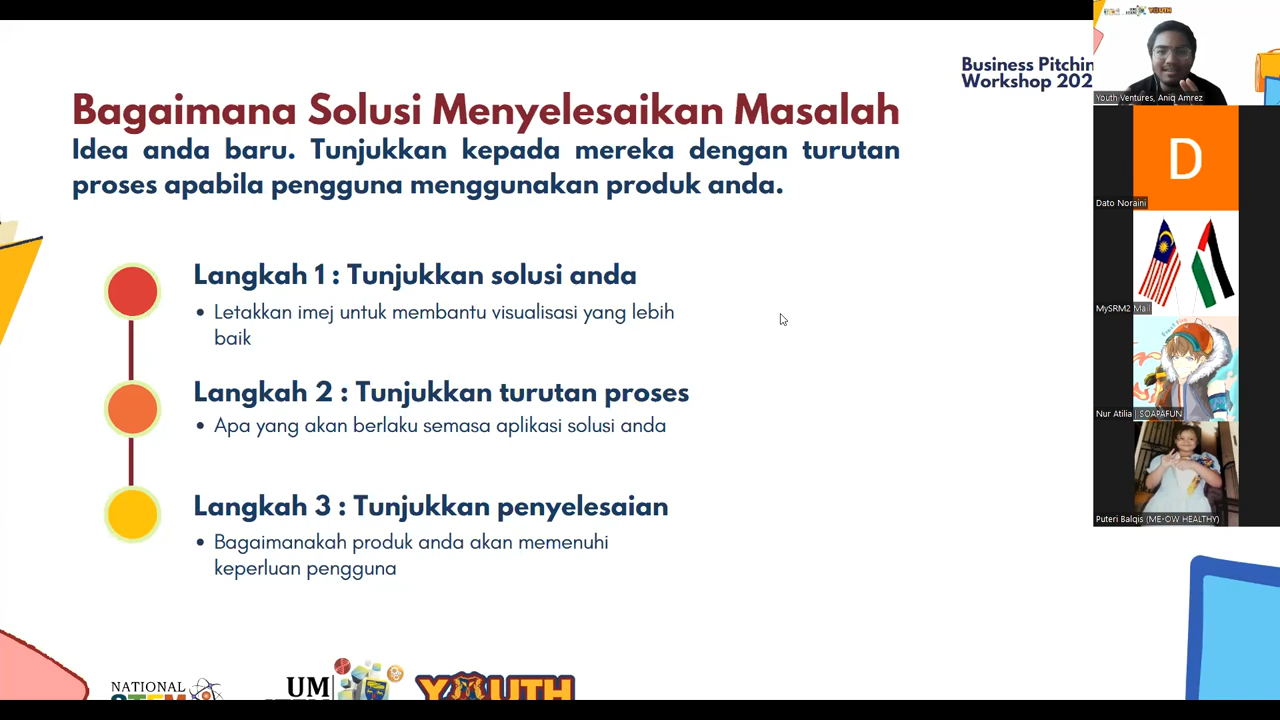 Business Pitchin
Workshop 202
Bagaimana Solusi Menyelesaikan Masalah
Idea anda baru. Tunjukkan kepada mereka dengan turutan
proses apabila pengguna menggunakan produk anda.
Langkah 1 : Tunjukkan solusi anda
• Letakkan imej untuk membantu visualisasi yang lebih
baik
Langkah 2 : Tunjukkan turutan proses
• Apa yang akan berlaku semasa aplikasi solusi anda
Langkah 3 : Tunjukkan penyelesaian
• Bagaimanakah produk anda akan memenuhi
keperluan pengguna
NATIONAL
STEM
UM
YOUTH
YOUTH
Youth Ventures, Aniq Amrez
D
Dato Noraini
MySRM2 Mall
Nur Atilia | SOAPAFUN
Puteri Balqis (ME-OW HEALTHY)